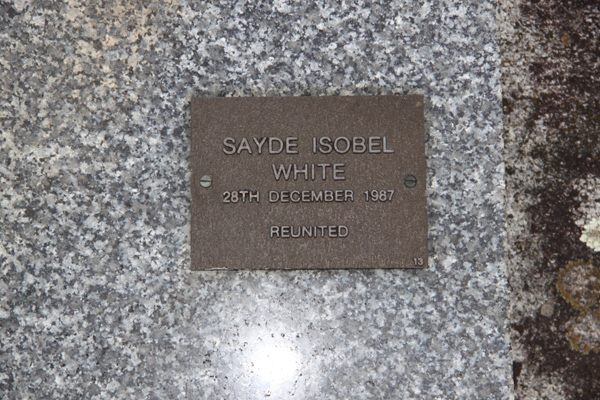 SAYDE ISOBEL
WHITE
28TH DECEMBER 1987
REUNITED
13